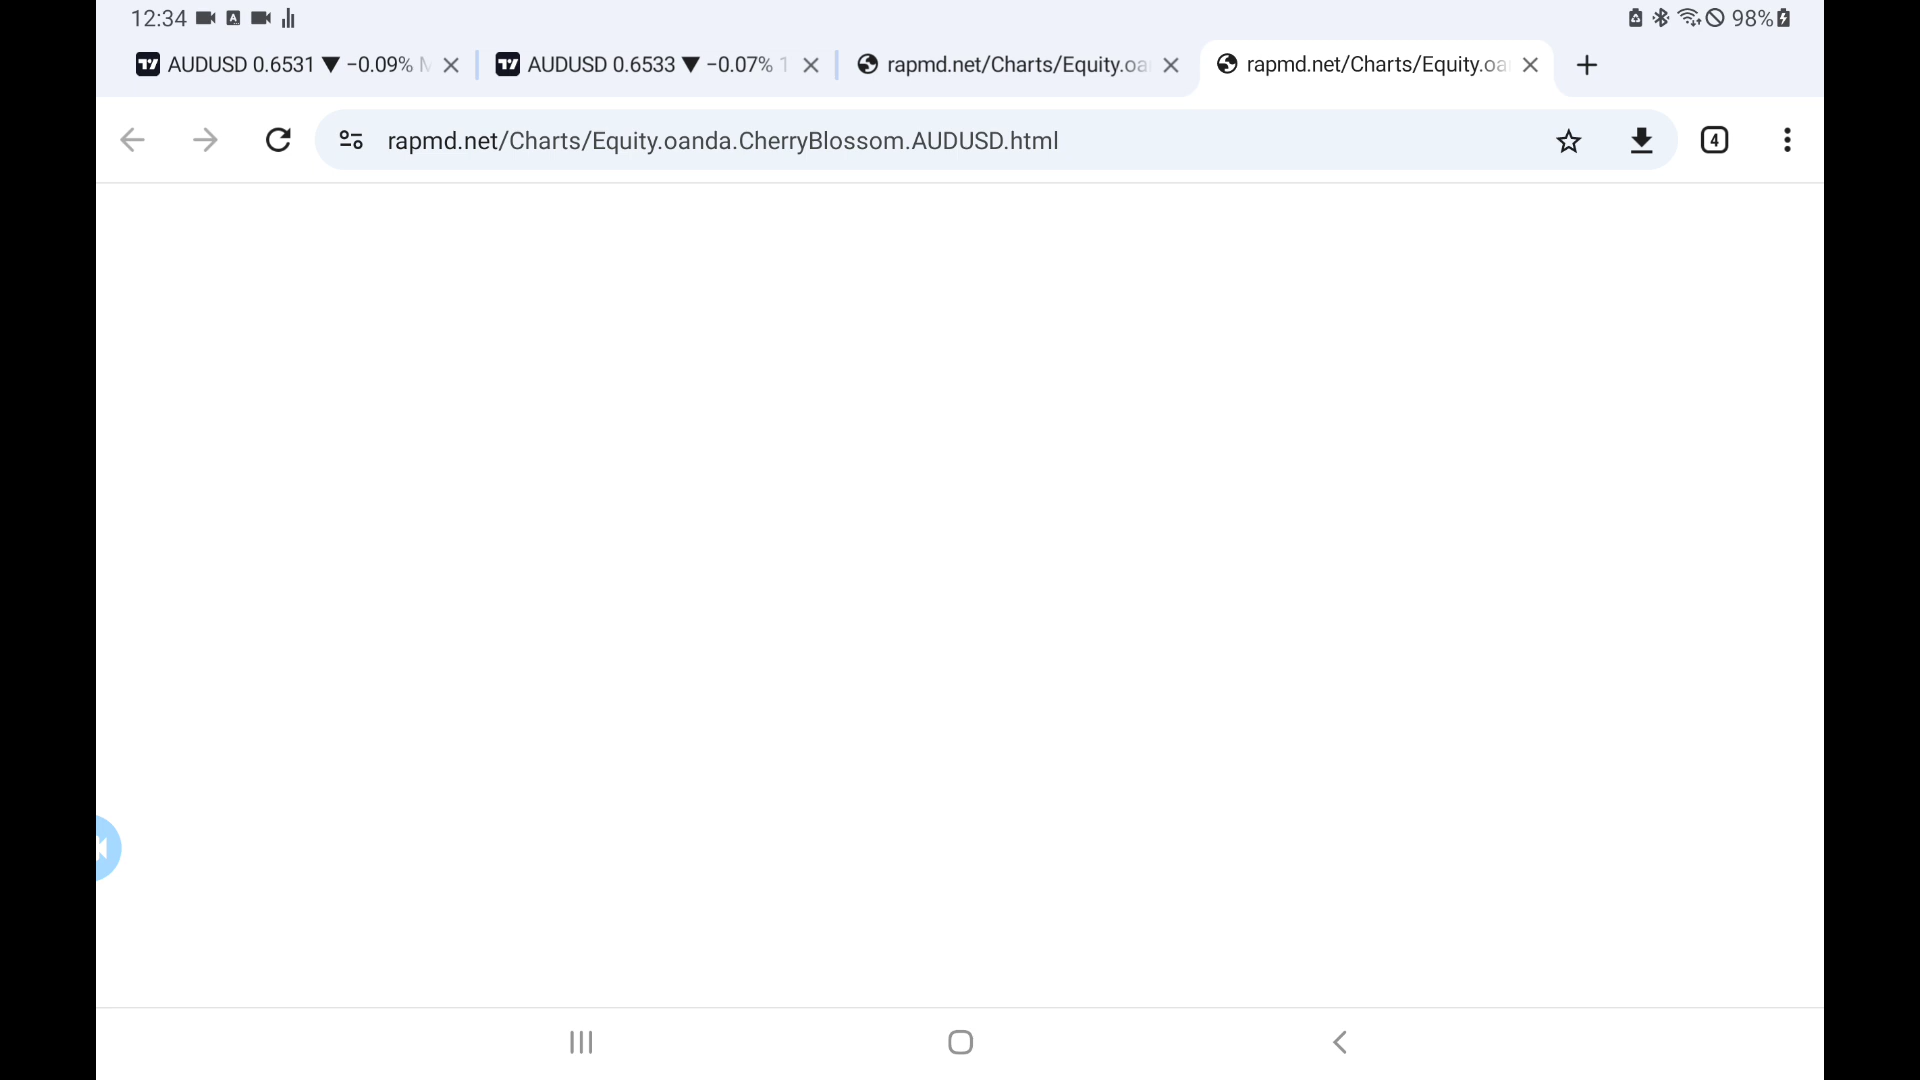 12:34
98%
AUDUSD 0.6531 ▼ −0.09%
AUDUSD 0.6533 ▼ −0.07% 1
rapmd.net/Charts/Equity.oa
rapmd.net/Charts/Equity.oa
rapmd.net/Charts/Equity.oanda.CherryBlossom.AUDUSD.html
4